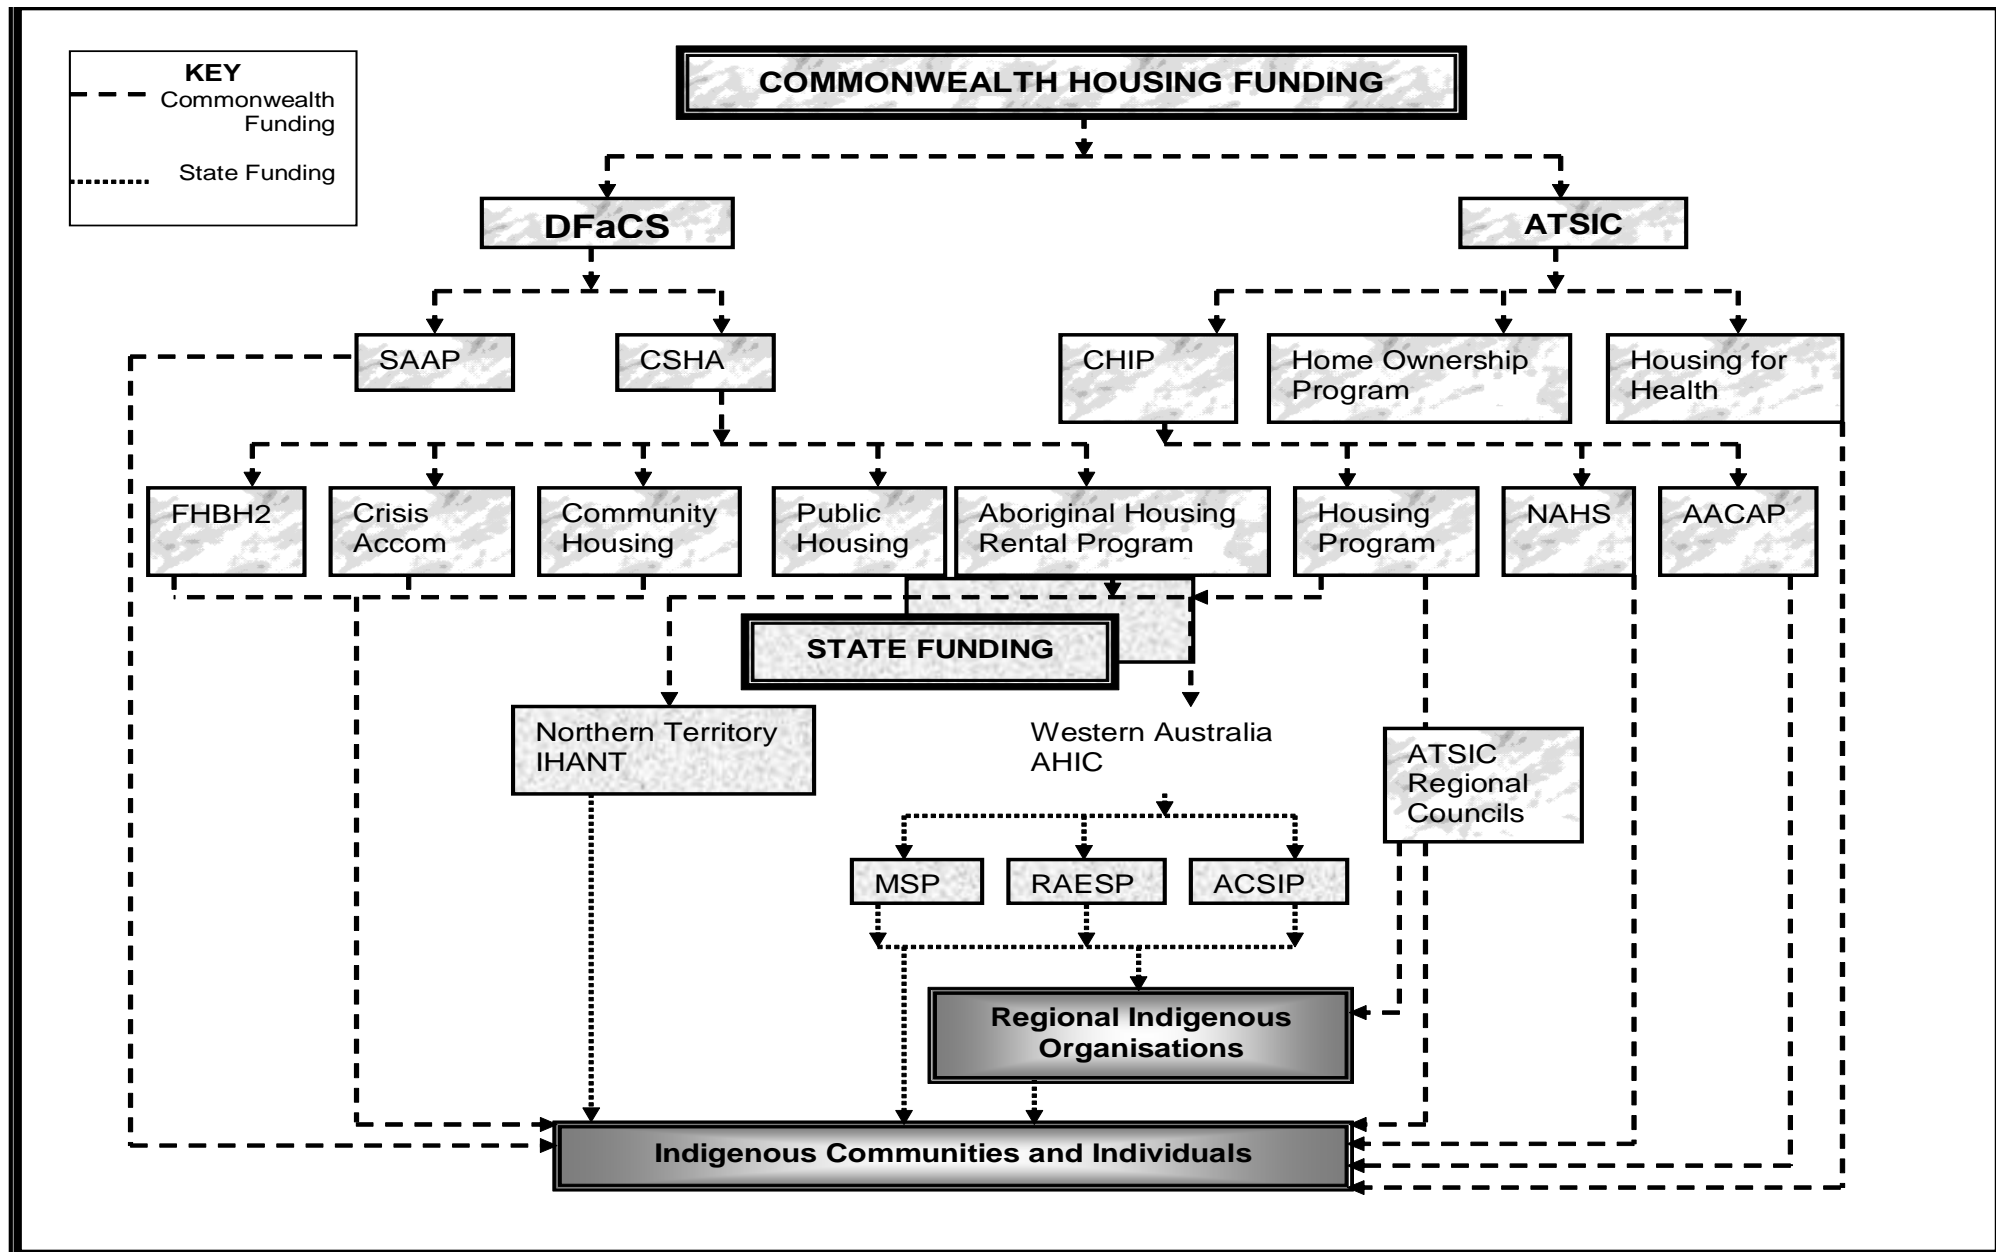 KEY
Commonwealth
Funding
State Funding
COMMONWEALTH HOUSING FUNDING
DFaCS
ATSIC
SAAP
CSHA
CHIP
Home Ownership
Program
Housing for
Health
FHBH2
Crisis
Accom
Community
Housing
Public
Housing
Aboriginal Housing
Rental Program
Housing
Program
NAHS
AACAP
STATE FUNDING
Northern Territory
IHANT
Western Australia
AHIC
ATSIC
Regional
Councils
MSP
RAESP
ACSIP
Regional Indigenous
Organisations
Indigenous Communities and Individuals